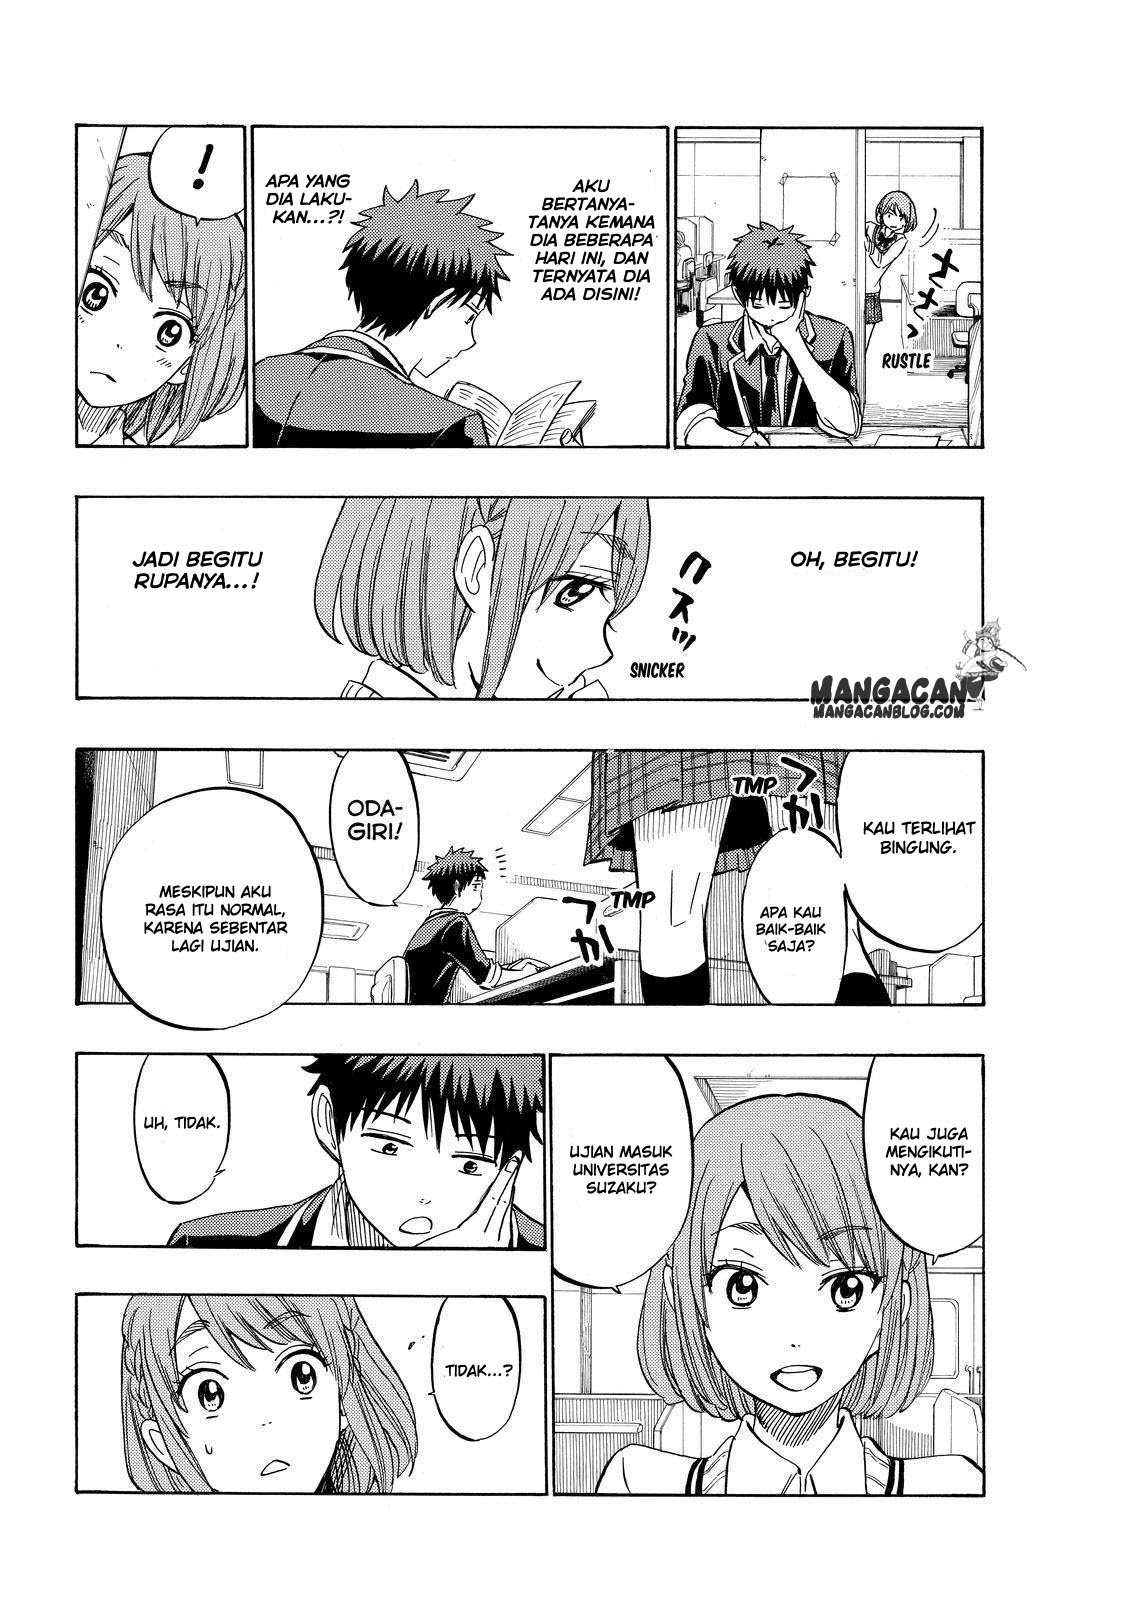 RUSTLE
AKU
BERTANYA-
TANYA KEMANA
DIA BEBERAPA
HARI INI, DAN
TERNYATA DIA
ADA DISINI!
APA YANG
DIA LAKU-
KAN...?!
!
OH, BEGITU!
クスッ
SNICKER
JADI BEGITU
RUPANYA...!
MANGACAN
MANGACANBLOG.COM
KAU TERLIHAT
BINGUNG.
APA KAU
BAIK-BAIK
SAJA?
TMP
TMP
ODA-
GIRI!
MESKIPUN AKU
RASA ITU NORMAL,
KARENA SEBENTAR
LAGI UJIAN.
KAU JUGA
MENGIKUTI-
NYA, KAN?
UJIAN MASUK
UNIVERSITAS
SUZAKU?
UH, TIDAK.
TIDAK...?